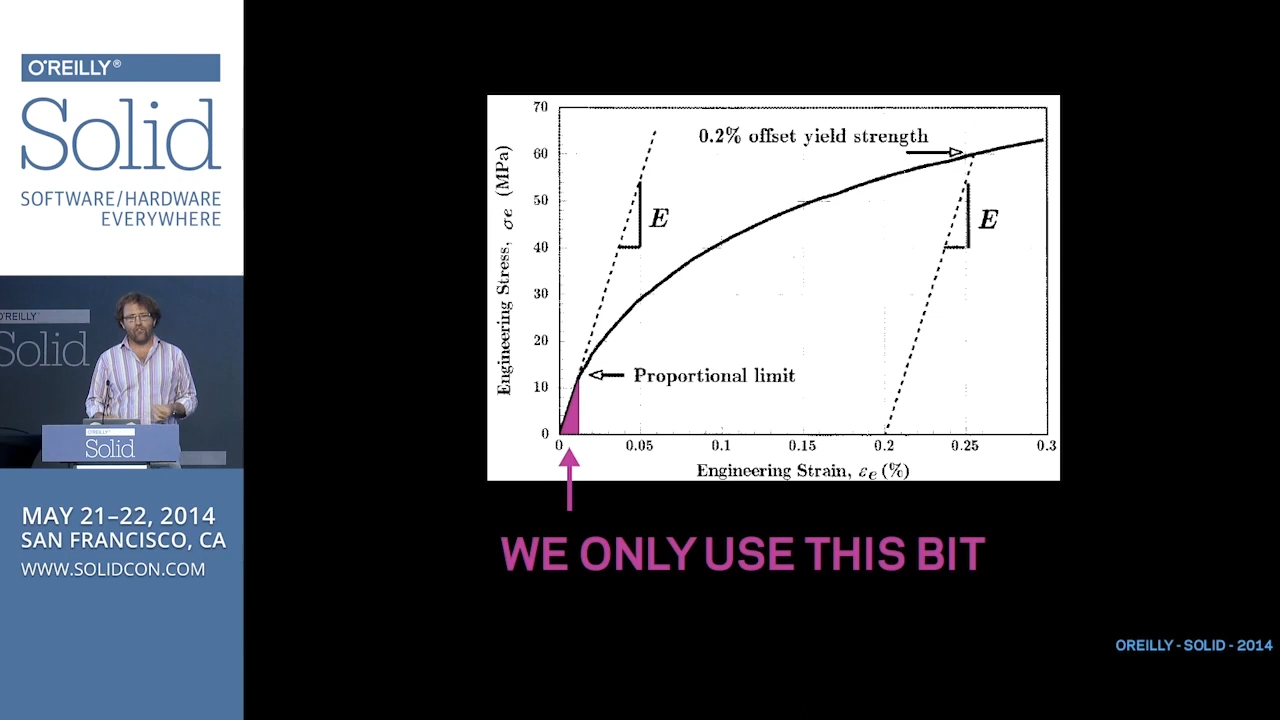 O'REILLY®
Solid
SOFTWARE/HARDWARE
EVERYWHERE
O'REILLY
Solid
O'REILLY
Solid
MAY 21–22, 2014
SAN FRANCISCO, CA
WWW.SOLIDCON.COM
70
60
50
40
30
20
10
0
Engineering Stress, σe (MPa)
0.2% offset yield strength
E
E
Proportional limit
0
0.05
0.1
0.15
0.2
0.25
0.3
Engineering Strain, εe (%)
WE ONLY USE THIS BIT
OREILLY - SOLID - 2014